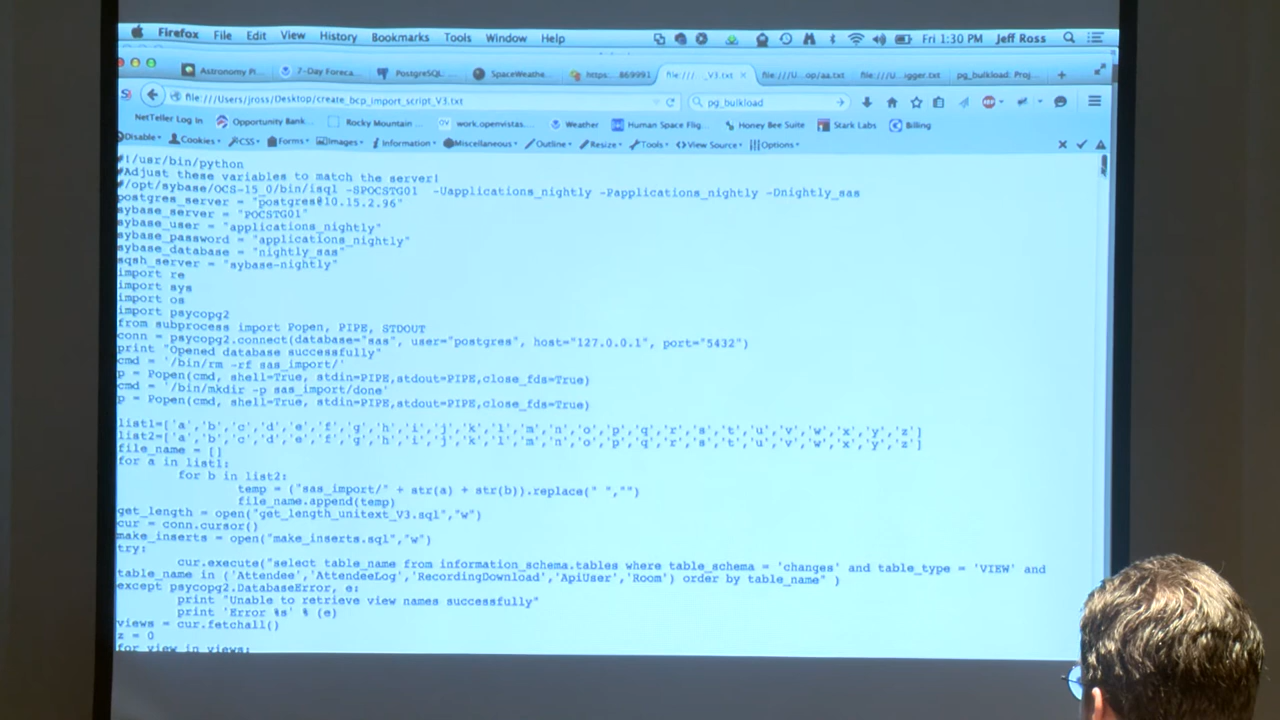 Firefox File Edit View History Bookmarks Tools Window Help Fri 1:30 PM Jeff Ross
Astronomy Pi... 7-Day Foreca... PostgreSQL: ... SpaceWeathe... https: 869991 file:/// _V3.txt × file:///U...op/aa.txt file:///U...igger.txt pg_bulkload: Proj... +
file:///Users/jross/Desktop/create_bcp_import_script_V3.txt pg_bulkload
NetTeller Log In Opportunity Bank... Rocky Mountain ... work.openvistas... Weather Human Space Flig... Honey Bee Suite Stark Labs Billing
Disable Cookies CSS Forms Images Information Miscellaneous Outline Resize Tools View Source Options
#!/usr/bin/python
#Adjust these variables to match the server!
#/opt/sybase/OCS-15_0/bin/isql -SPOCSTG01 -Uapplications_nightly -Papplications_nightly -Dnightly_sas
postgres_server = "postgres@10.15.2.96"
sybase_server = "POCSTG01"
sybase_user = "applications_nightly"
sybase_password = "applications_nightly"
sybase_database = "nightly_sas"
sqsh_server = "sybase-nightly"
import re
import sys
import os
import psycopg2
from subprocess import Popen, PIPE, STDOUT
conn = psycopg2.connect(database="sas", user="postgres", host="127.0.0.1", port="5432")
print "Opened database successfully"
cmd = '/bin/rm -rf sas_import/'
p = Popen(cmd, shell=True, stdin=PIPE,stdout=PIPE,close_fds=True)
cmd = '/bin/mkdir -p sas_import/done'
p = Popen(cmd, shell=True, stdin=PIPE,stdout=PIPE,close_fds=True)
list1=['a','b','c','d','e','f','g','h','i','j','k','l','m','n','o','p','q','r','s','t','u','v','w','x','y','z']
list2=['a','b','c','d','e','f','g','h','i','j','k','l','m','n','o','p','q','r','s','t','u','v','w','x','y','z']
file_name = []
for a in list1:
for b in list2:
temp = ("sas_import/" + str(a) + str(b)).replace(" ","")
file_name.append(temp)
get_length = open("get_length_unitext_V3.sql","w")
cur = conn.cursor()
make_inserts = open("make_inserts.sql","w")
try:
cur.execute("select table_name from information_schema.tables where table_schema = 'changes' and table_type = 'VIEW' and
table_name in ('Attendee','AttendeeLog','RecordingDownload','ApiUser','Room') order by table_name" )
except psycopg2.DatabaseError, e:
print "Unable to retrieve view names successfully"
print 'Error %s' % (e)
views = cur.fetchall()
z = 0
for view in views: